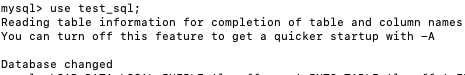 mysql> use test_sql;
Reading table information for completion of table and column names
You can turn off this feature to get a quicker startup with -A
Database changed